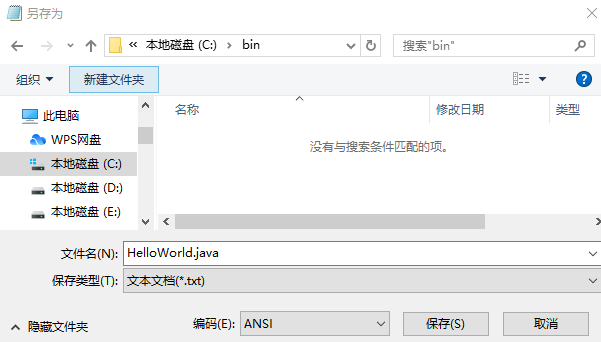 另存为
« 本地磁盘 (C:) › bin
搜索"bin"
组织
新建文件夹
此电脑
WPS网盘
本地磁盘 (C:)
本地磁盘 (D:)
本地磁盘 (E:)
名称 修改日期 类型
没有与搜索条件匹配的项。
文件名(N): HelloWorld.java
保存类型(T): 文本文档(*.txt)
隐藏文件夹
编码(E): ANSI
保存(S)
取消